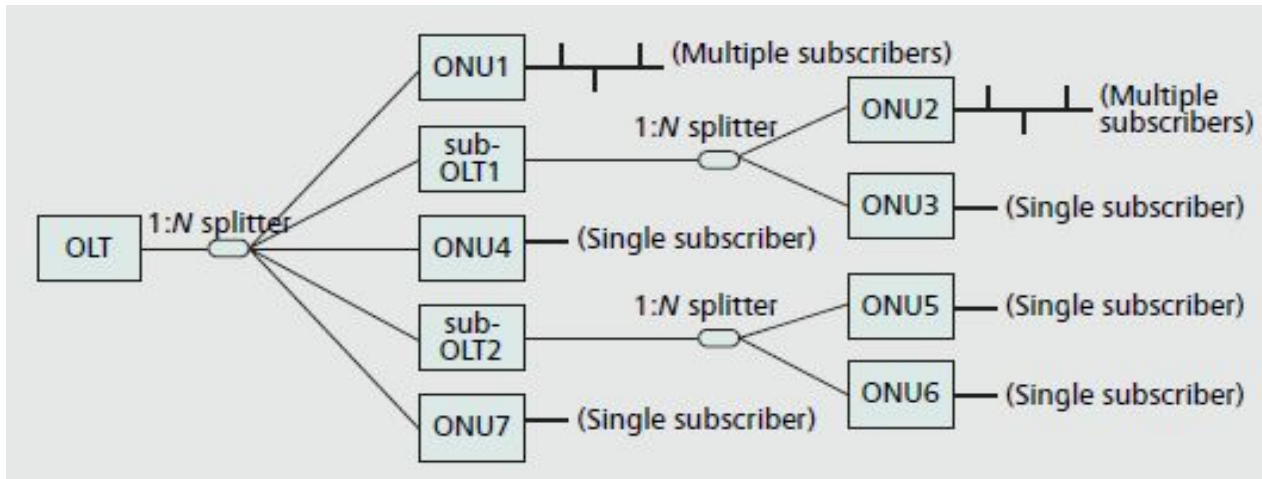 ONU1
(Multiple subscribers)
ONU2
(Multiple
subscribers)
1:N splitter
sub-
OLT1
ONU3
(Single subscriber)
1:N splitter
OLT
ONU4
(Single subscriber)
1:N splitter
ONU5
(Single subscriber)
sub-
OLT2
ONU6
(Single subscriber)
ONU7
(Single subscriber)